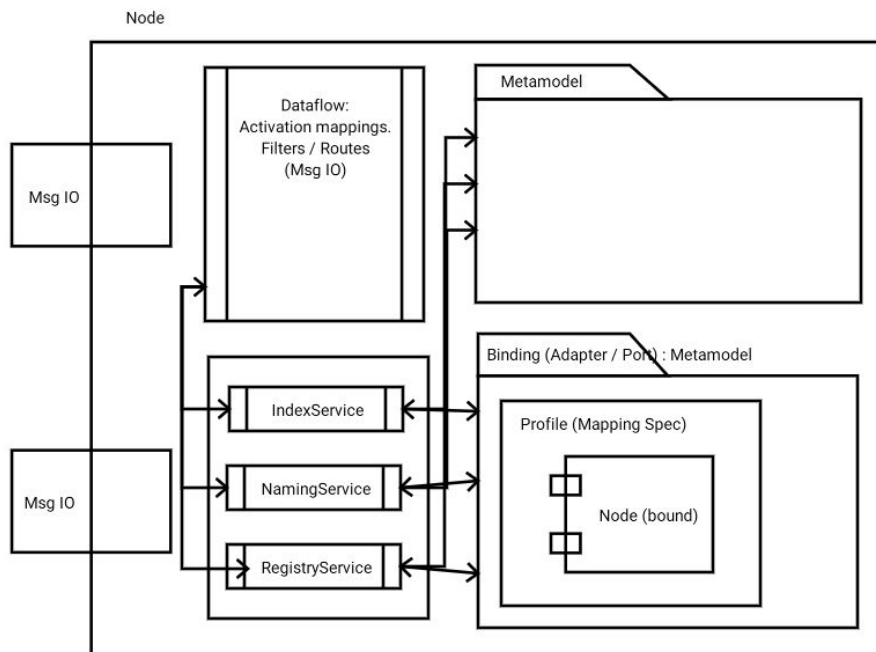 Node
Dataflow:
Activation mappings.
Filters / Routes
(Msg IO)
Metamodel
Msg IO
Binding (Adapter / Port) : Metamodel
IndexService
Profile (Mapping Spec)
NamingService
Msg IO
Node (bound)
RegistryService